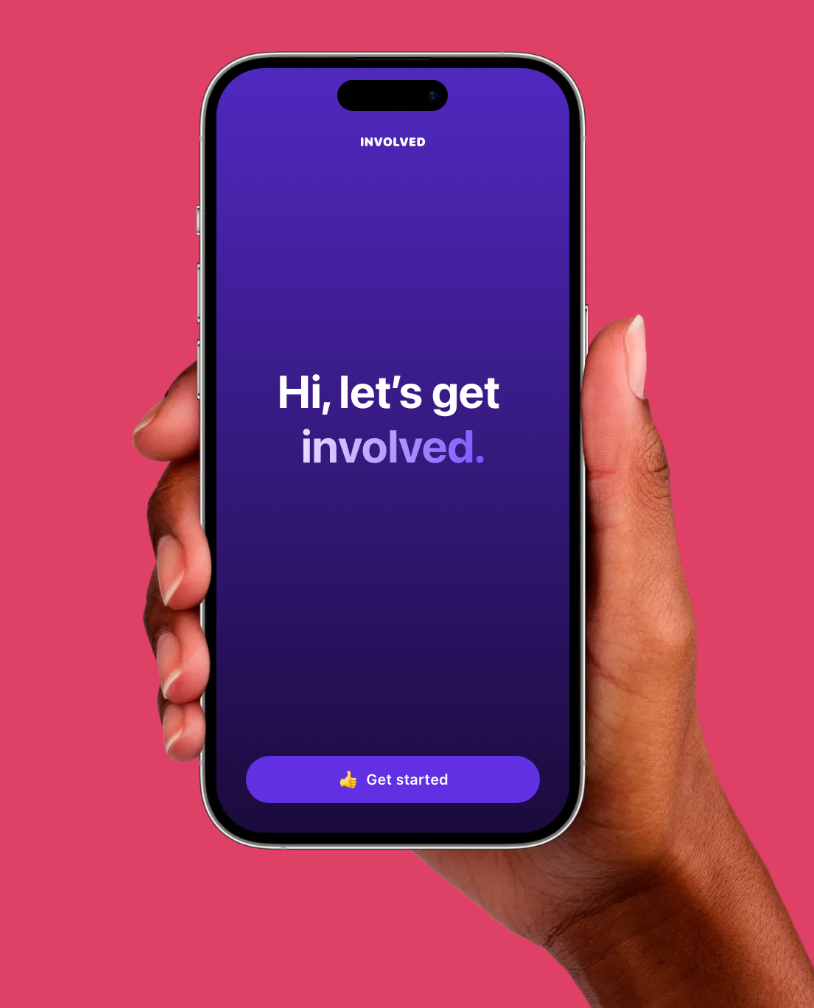 INVOLVED
Hi, let’s get
involved.
👍 Get started